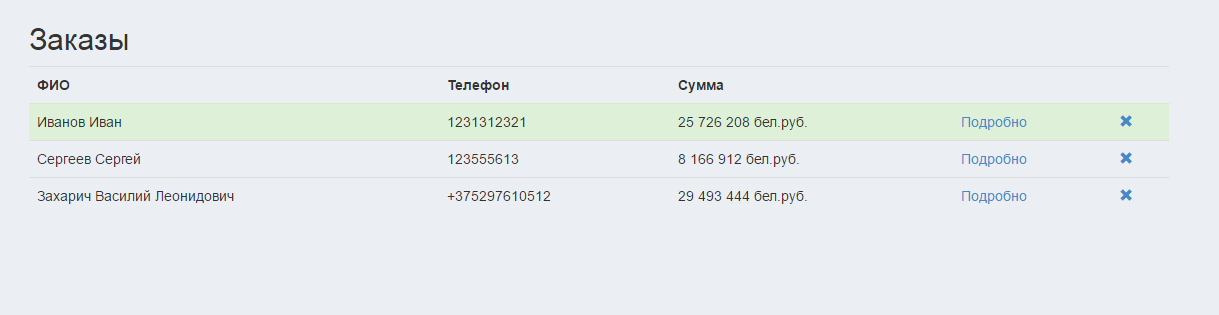 Заказы
ФИО Телефон Сумма
Иванов Иван 1231312321 25 726 208 бел.руб. Подробно
Сергеев Сергей 123555613 8 166 912 бел.руб. Подробно
Захарич Василий Леонидович +375297610512 29 493 444 бел.руб. Подробно